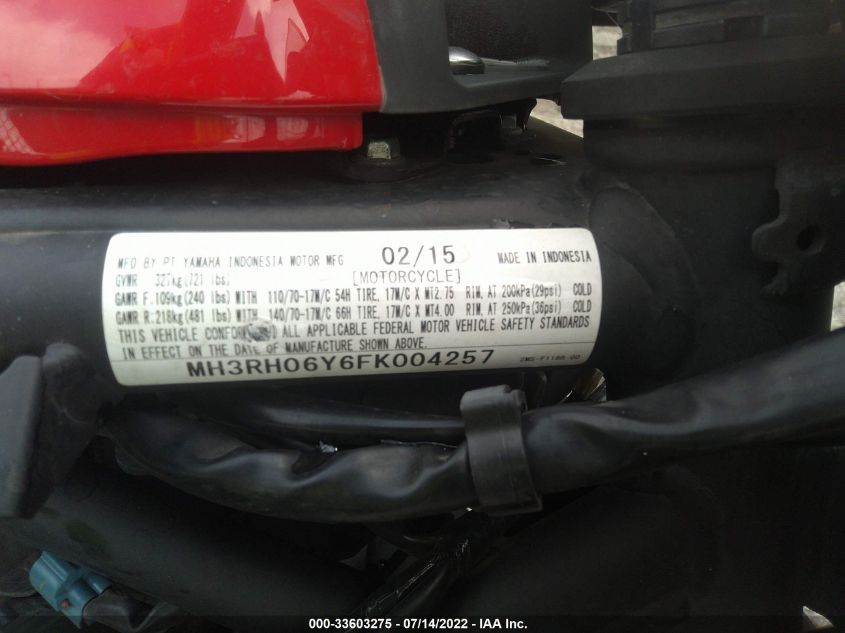 MFD BY PT YAMAHA INDONESIA MOTOR MFG 02/15 MADE IN INDONESIA
GVWR 327kg(721 lbs) [MOTORCYCLE]
GAWR F.109kg(240 lbs) WITH 110/70-17M/C 54H TIRE, 17M/C X MT2.75 RIM, AT 200kPa(29psi) COLD
GAWR R.218kg(481 lbs) WITH 140/70-17M/C 66H TIRE, 17M/C X MT4.00 RIM, AT 250kPa(36psi) COLD
THIS VEHICLE ALL APPLICABLE FEDERAL MOTOR VEHICLE SAFETY STANDARDS
IN EFFECT ON THE DATE OF MANUFACTURE SHOWN ABOVE.
MH3RH06Y6FK004257
000-33603275 - 07/14/2022 - IAA Inc.